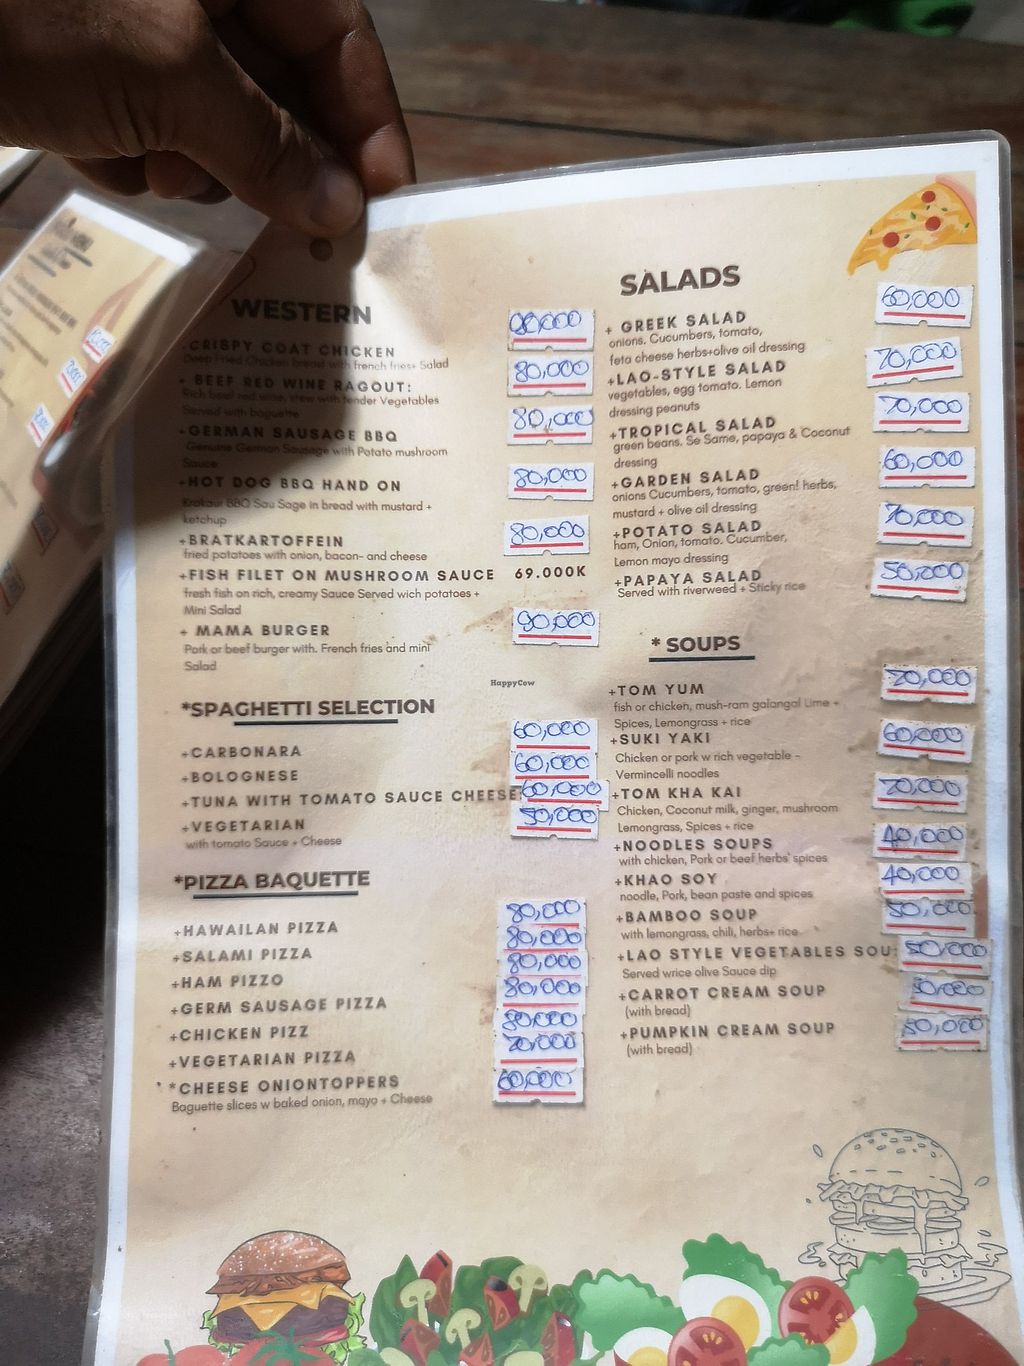 WESTERN
+CRISPY COAT CHICKEN 90,000
Deep Fried Chicken bread with french fries+ Salad
+ BEEF RED WINE RAGOUT: 80,000
Rich beef red wine, stew with tender Vegetables
Served with baguette
+GERMAN SAUSAGE BBQ 80,000
Genuine German Sausage with Potato mushroom
Sauce
+HOT DOG BBQ HAND ON 80,000
Krakaur BBQ Sau Sage in bread with mustard +
ketchup
+BRATKARTOFFEIN 80,000
fried potatoes with onion, bacon- and cheese
+FISH FILET ON MUSHROOM SAUCE 69.000K
fresh fish on rich, creamy Sauce Served wich potatoes +
Mini Salad
+ MAMA BURGER 90,000
Pork or beef burger with. French fries and mini
Salad
HappyCow
*SPAGHETTI SELECTION
+CARBONARA 60,000
+BOLOGNESE 60,000
+TUNA WITH TOMATO SAUCE CHEESE 60,000
+VEGETARIAN 50,000
with tomato Sauce + Cheese
*PIZZA BAQUETTE
+HAWAILAN PIZZA 80,000
+SALAMI PIZZA 80,000
+HAM PIZZO 80,000
+GERM SAUSAGE PIZZA 80,000
+CHICKEN PIZZ 80,000
+VEGETARIAN PIZZA 70,000
*CHEESE ONIONTOPPERS 60,000
Baguette slices w baked onion, mayo + Cheese
SALADS
+ GREEK SALAD 60,000
onions. Cucumbers, tomato,
feta cheese herbs+olive oil dressing
+LAO-STYLE SALAD 70,000
vegetables, egg tomato. Lemon
dressing peanuts
+TROPICAL SALAD 70,000
green beans. Se Same, papaya & Coconut
dressing
+GARDEN SALAD 60,000
onions Cucumbers, tomato, green! herbs,
mustard + olive oil dressing
+POTATO SALAD 70,000
ham, Onion, tomato. Cucumber,
Lemon mayo dressing
+PAPAYA SALAD 50,000
Served with riverweed + Sticky rice
* SOUPS
+TOM YUM 70,000
fish or chicken, mush-ram galangal Lime +
Spices, Lemongrass + rice
+SUKI YAKI 60,000
Chicken or pork w rich vegetable -
Vermincelli noodles
+TOM KHA KAI 70,000
Chicken, Coconut milk, ginger, mushroom
Lemongrass, Spices + rice
+NOODLES SOUPS 40,000
with chicken, Pork or beef herbs' spices
+KHAO SOY 40,000
noodle, Pork, bean paste and spices
+BAMBOO SOUP 50,000
with lemongrass, chili, herbs+ rice
+LAO STYLE VEGETABLES SOU 50,000
Served wrice olive Sauce dip
+CARROT CREAM SOUP 50,000
(with bread)
+PUMPKIN CREAM SOUP 50,000
(with bread)